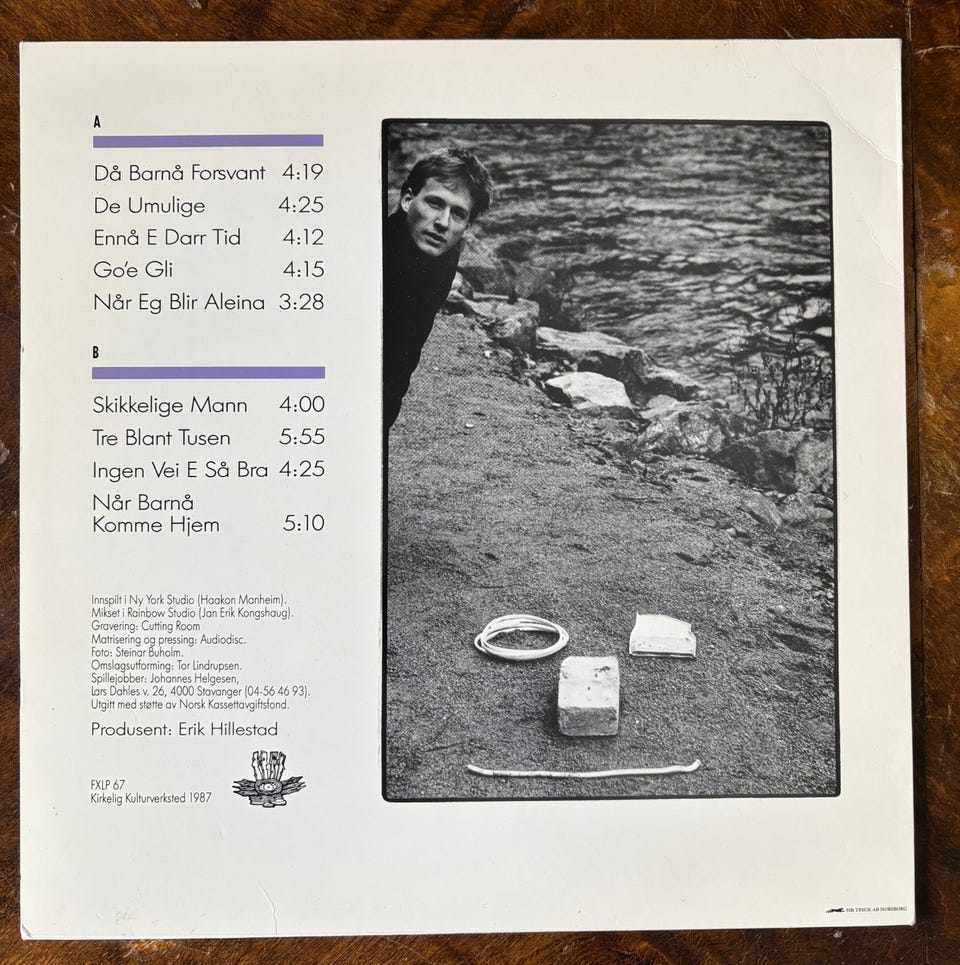 A
Då Barnå Forsvant 4:19
De Umulige 4:25
Ennå E Darr Tid 4:12
Go'e Gli 4:15
Når Eg Blir Aleina 3:28
B
Skikkelige Mann 4:00
Tre Blant Tusen 5:55
Ingen Vei E Så Bra 4:25
Når Barnå
Komme Hjem 5:10
Innspilt i Ny York Studio (Haakon Manheim).
Mikset i Rainbow Studio (Jan Erik Kongshaug).
Gravering: Cutting Room
Matrisering og pressing: Audiodisc.
Foto: Steinar Buholm.
Omslagsutforming: Tor Lindrupsen.
Spillejobber: Johannes Helgesen,
Lars Dahles v. 26, 4000 Stavanger (04-56 46 93).
Utgitt med støtte av Norsk Kassettavgiftsfond.
Produsent: Erik Hillestad
FXLP 67
Kirkelig Kulturverksted 1987
TRYCK AB NORSBORG